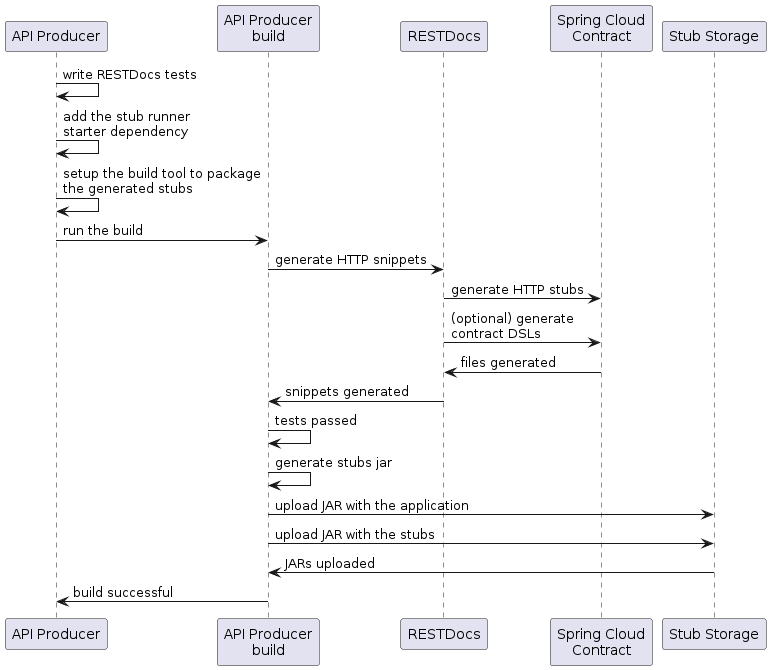 API Producer
API Producer
build
RESTDocs
Spring Cloud
Contract
Stub Storage
write RESTDocs tests
add the stub runner
starter dependency
setup the build tool to package
the generated stubs
run the build
generate HTTP snippets
generate HTTP stubs
(optional) generate
contract DSLs
files generated
snippets generated
tests passed
generate stubs jar
upload JAR with the application
upload JAR with the stubs
JARs uploaded
build successful
API Producer
API Producer
build
RESTDocs
Spring Cloud
Contract
Stub Storage